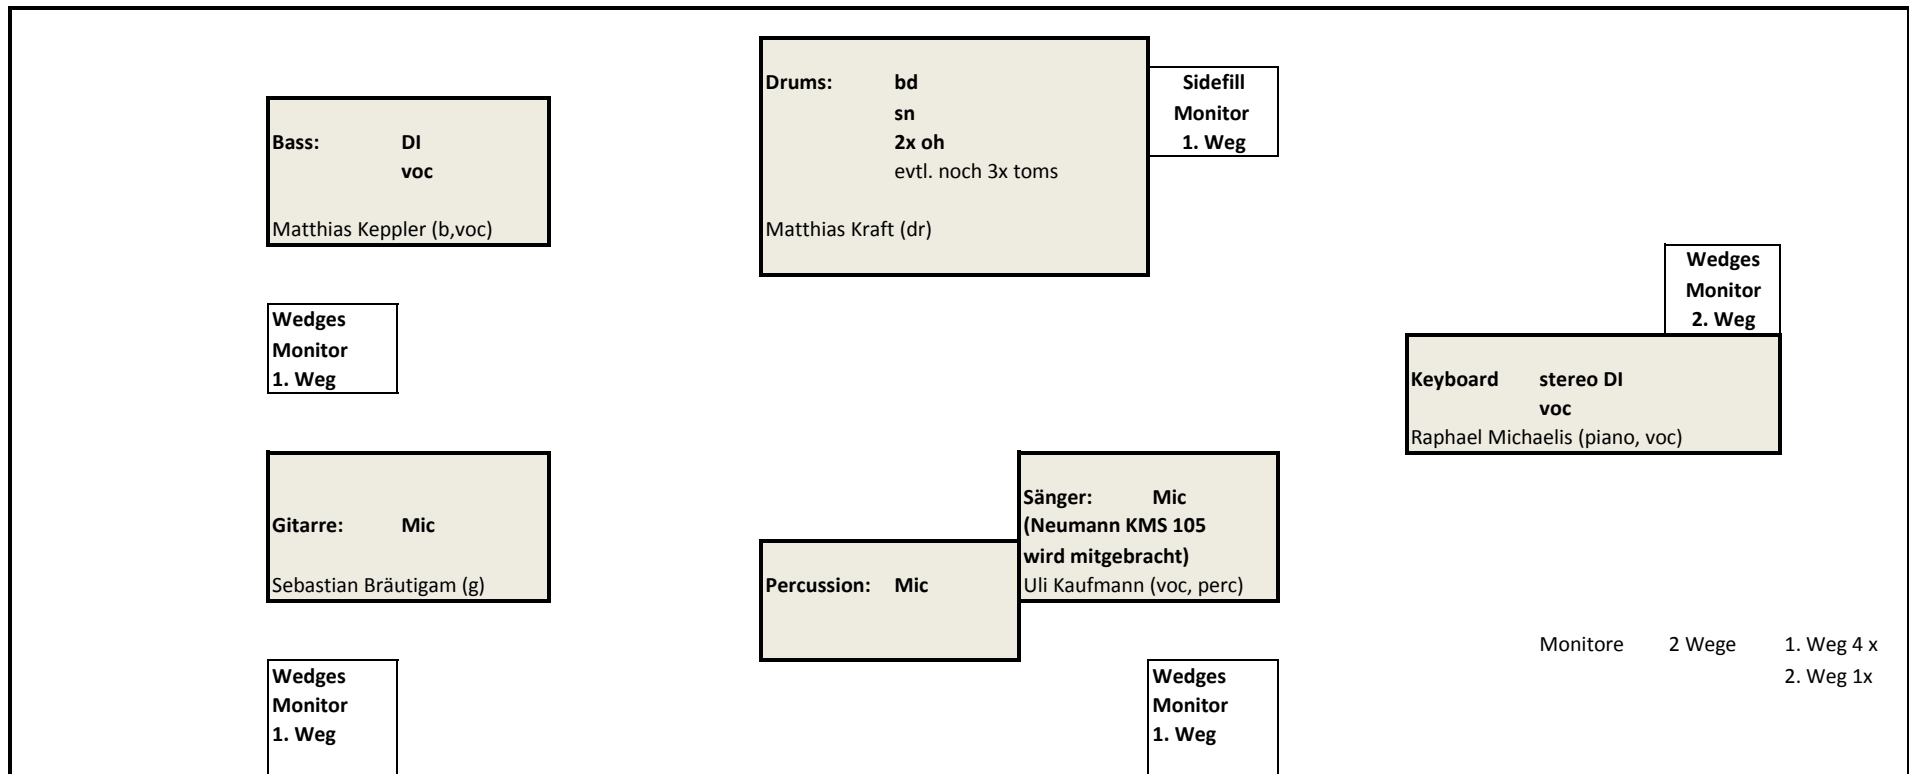 Drums: bd
sn
2x oh
evtl. noch 3x toms
Matthias Kraft (dr)
Sidefill
Monitor
1. Weg
Bass: DI
voc
Matthias Keppler (b,voc)
Wedges
Monitor
1. Weg
Wedges
Monitor
2. Weg
Keyboard stereo DI
voc
Raphael Michaelis (piano, voc)
Gitarre: Mic
Sebastian Bräutigam (g)
Percussion: Mic
Sänger: Mic
(Neumann KMS 105
wird mitgebracht)
Uli Kaufmann (voc, perc)
Monitore 2 Wege 1. Weg 4 x
2. Weg 1x
Wedges
Monitor
1. Weg
Wedges
Monitor
1. Weg